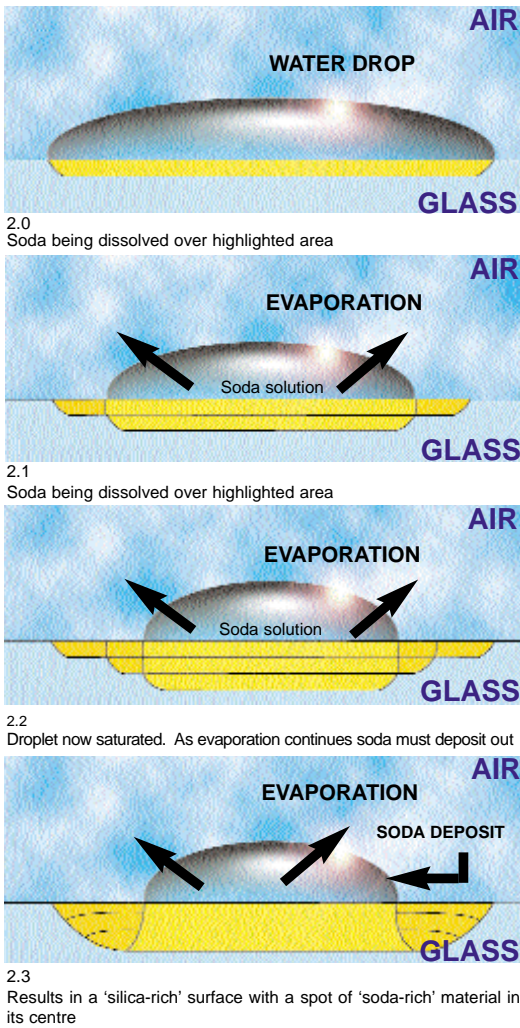 AIR
WATER DROP
GLASS
2.0
Soda being dissolved over highlighted area
AIR
EVAPORATION
Soda solution
GLASS
2.1
Soda being dissolved over highlighted area
AIR
EVAPORATION
Soda solution
GLASS
2.2
Droplet now saturated. As evaporation continues soda must deposit out
AIR
EVAPORATION
SODA DEPOSIT
GLASS
2.3
Results in a ‘silica-rich’ surface with a spot of ‘soda-rich’ material in
its centre